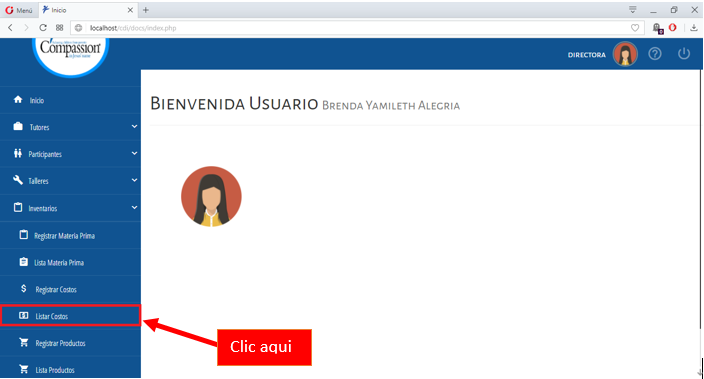 Menú
Inicio
localhost/cdi/docs/index.php
Compassion
DIRECTORA
Inicio
Tutores
Participantes
Talleres
Inventarios
Registrar Materia Prima
Lista Materia Prima
Registrar Costos
Listar Costos
Registrar Productos
Lista Productos
BIENVENIDA USUARIO BRENDA YAMILETH ALEGRIA
Clic aqui